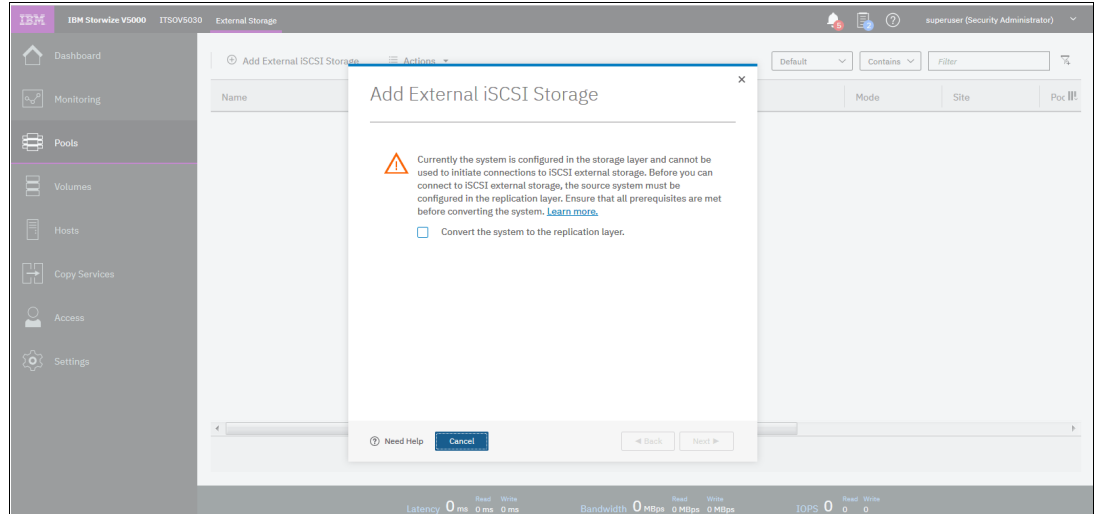 IBM IBM Storwize V5000 ITSOV5030 External Storage 5 2 superuser (Security Administrator)
Dashboard
Monitoring
Pools
Volumes
Hosts
Copy Services
Access
Settings
Add External iSCSI Storage Actions Default Contains Filter
Name Mode Site Poc
Add External iSCSI Storage
Currently the system is configured in the storage layer and cannot be
used to initiate connections to iSCSI external storage. Before you can
connect to iSCSI external storage, the source system must be
configured in the replication layer. Ensure that all prerequisites are met
before converting the system. Learn more.
Convert the system to the replication layer.
Need Help Cancel Back Next
Read Write Read Write Read Write
Latency 0 ms 0 ms 0 ms Bandwidth 0 MBps 0 MBps 0 MBps IOPS 0 0 0